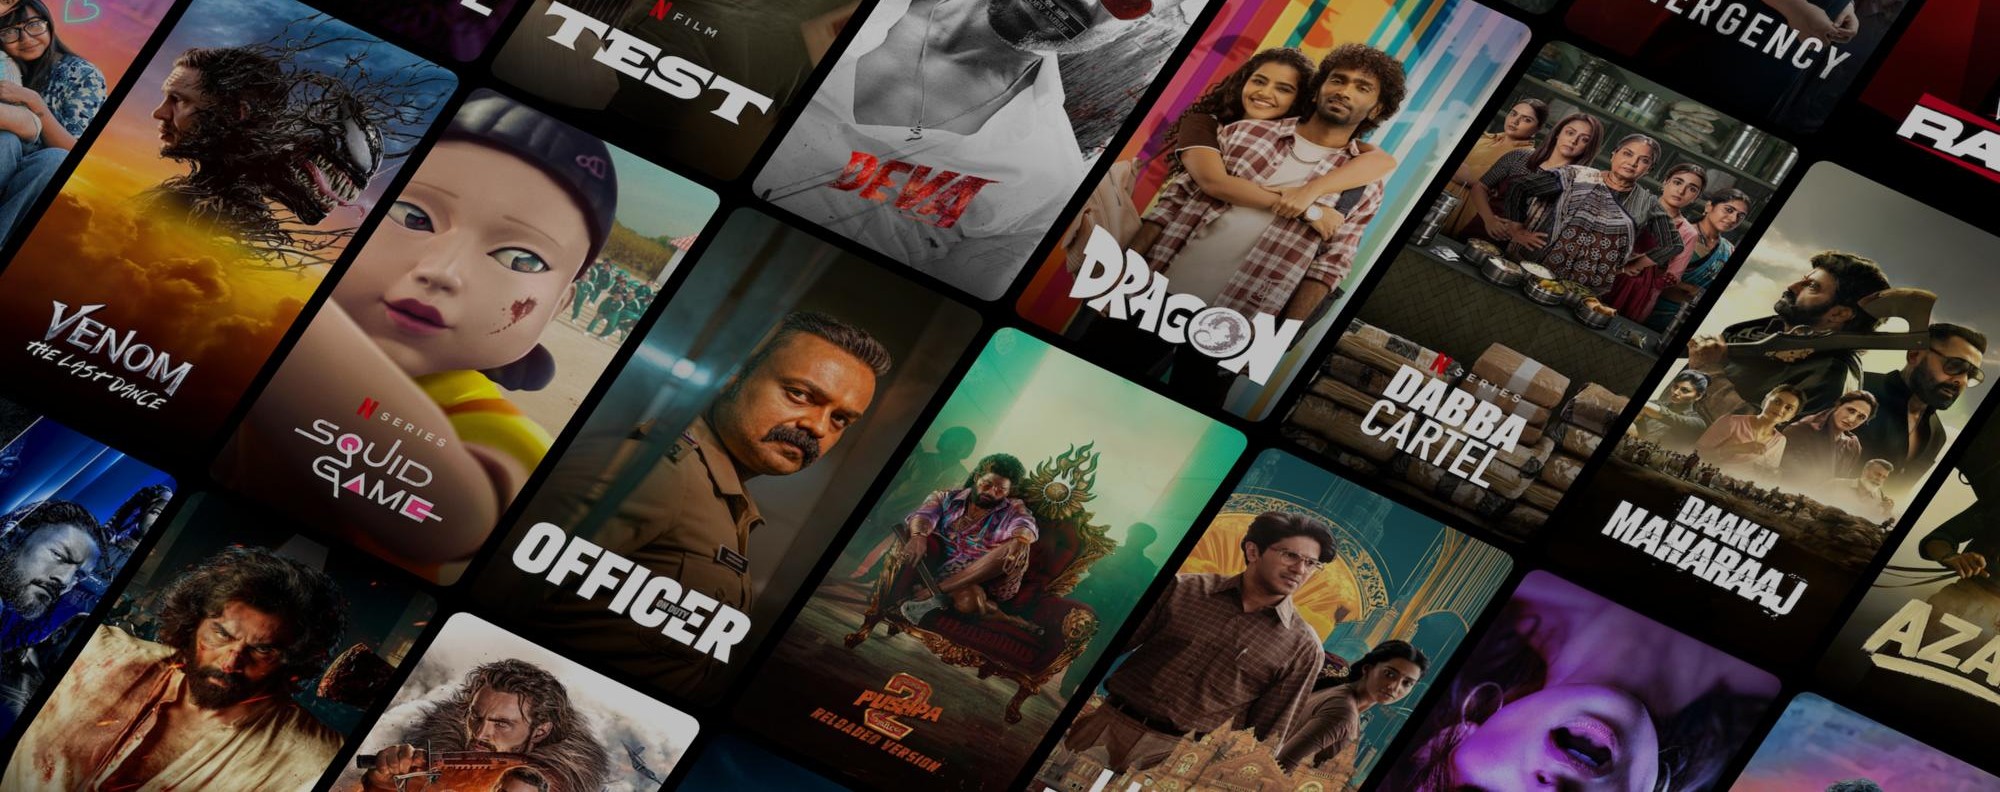 N FILM
TEST
DEVA
DRAGON
RA
VENOM
THE LAST DANCE
N SERIES
SQUID
GAME
OFFICER
ON DUTY
PUSHPA
2
RELOADED VERSION
N SERIES
DABBA
CARTEL
DAAKU
MAHARAAJ
AZA